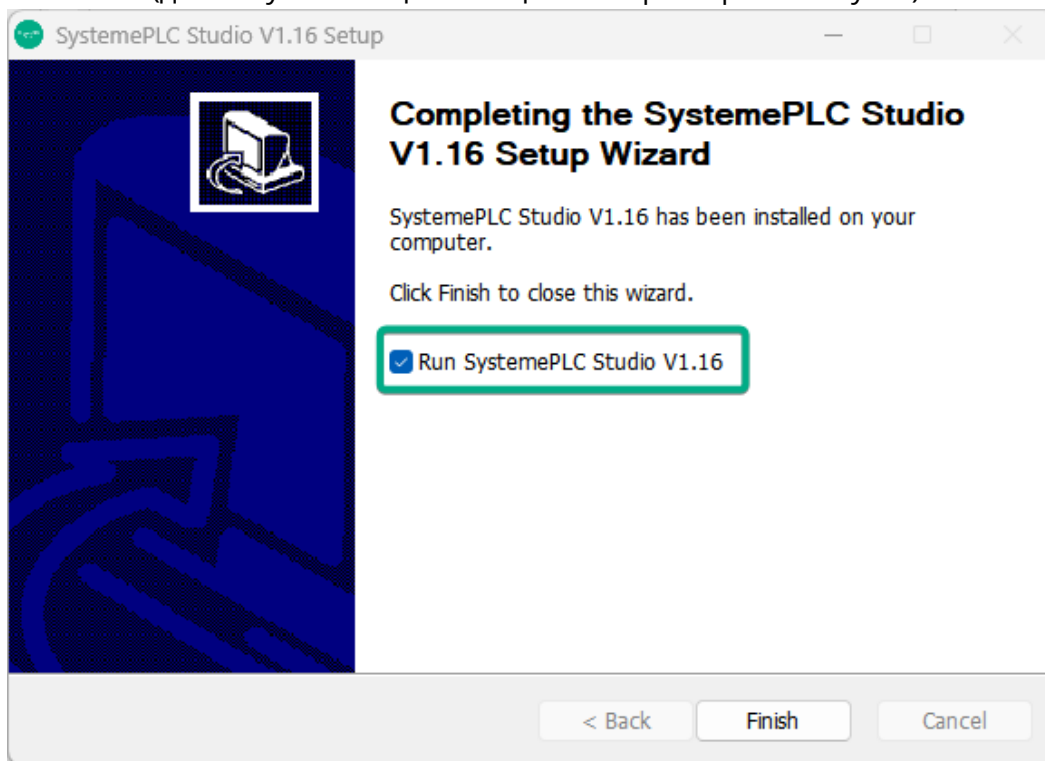 SystemePLC Studio V1.16 Setup
Completing the SystemePLC Studio
V1.16 Setup Wizard
SystemePLC Studio V1.16 has been installed on your
computer.
Click Finish to close this wizard.
Run SystemePLC Studio V1.16
< Back
Finish
Cancel